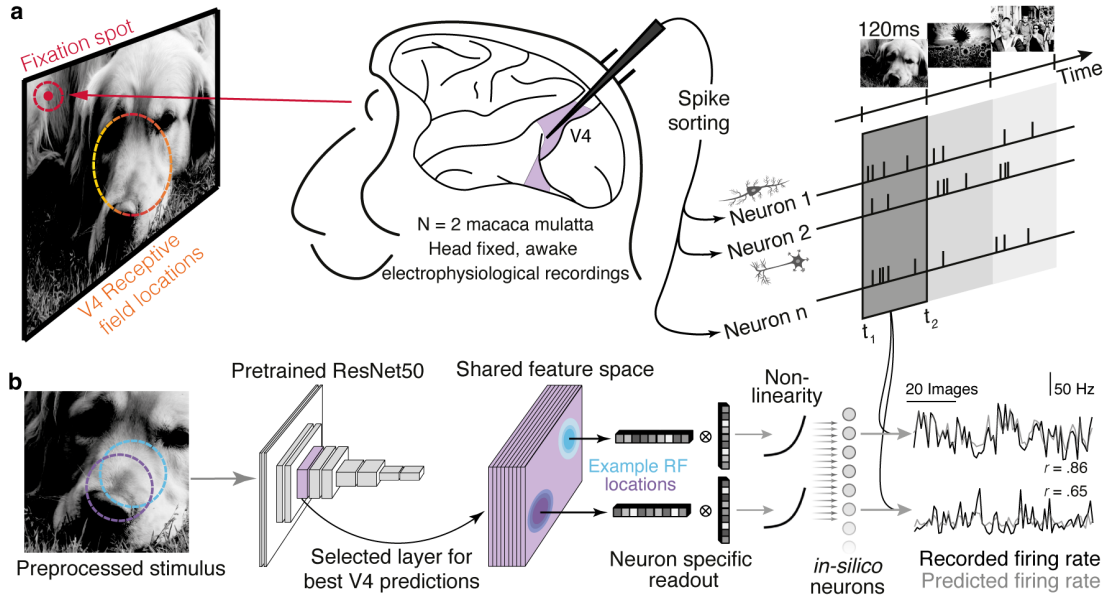 a
Fixation spot
V4 Receptive
field locations
V4
N = 2 macaca mulatta
Head fixed, awake
electrophysiological recordings
Spike
sorting
Neuron 1
Neuron 2
Neuron n
120ms
Time
t1
t2
b
Preprocessed stimulus
Pretrained ResNet50
Selected layer for
best V4 predictions
Shared feature space
Example RF
locations
Neuron specific
readout
Non-
linearity
in-silico
neurons
20 Images
50 Hz
r = .86
r = .65
Recorded firing rate
Predicted firing rate